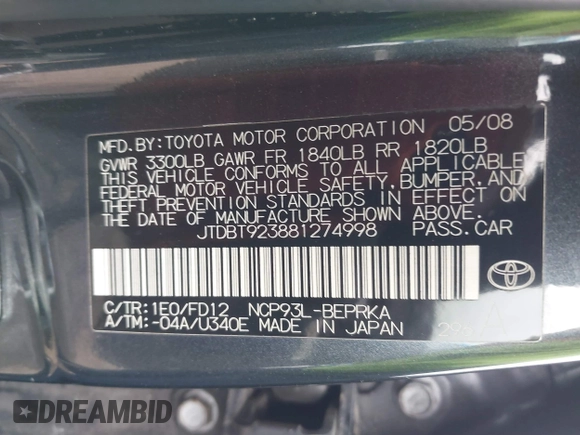 MFD.BY:TOYOTA MOTOR CORPORATION 05/08
GVWR 3300LB GAWR FR 1840LB RR 1820LB
THIS VEHICLE CONFORMS TO ALL APPLICABLE
FEDERAL MOTOR VEHICLE SAFETY, BUMPER, AND
THEFT PREVENTION STANDARDS IN EFFECT ON
THE DATE OF MANUFACTURE SHOWN ABOVE.
JTDBT923881274998 PASS.CAR
C/TR:1E0/FD12 NCP93L-BEPRKA
A/TM:-04A/U340E MADE IN JAPAN
DREAMBID